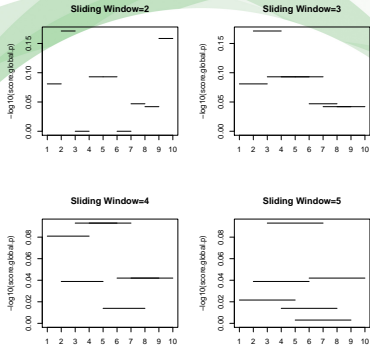 Sliding Window=2
−log10(score.global.p)
0.00 0.05 0.10 0.15
1 2 3 4 5 6 7 8 9 10
Sliding Window=3
−log10(score.global.p)
0.00 0.05 0.10 0.15
1 2 3 4 5 6 7 8 9 10
Sliding Window=4
−log10(score.global.p)
0.00 0.02 0.04 0.06 0.08
1 2 3 4 5 6 7 8 9 10
Sliding Window=5
−log10(score.global.p)
0.00 0.02 0.04 0.06 0.08
1 2 3 4 5 6 7 8 9 10